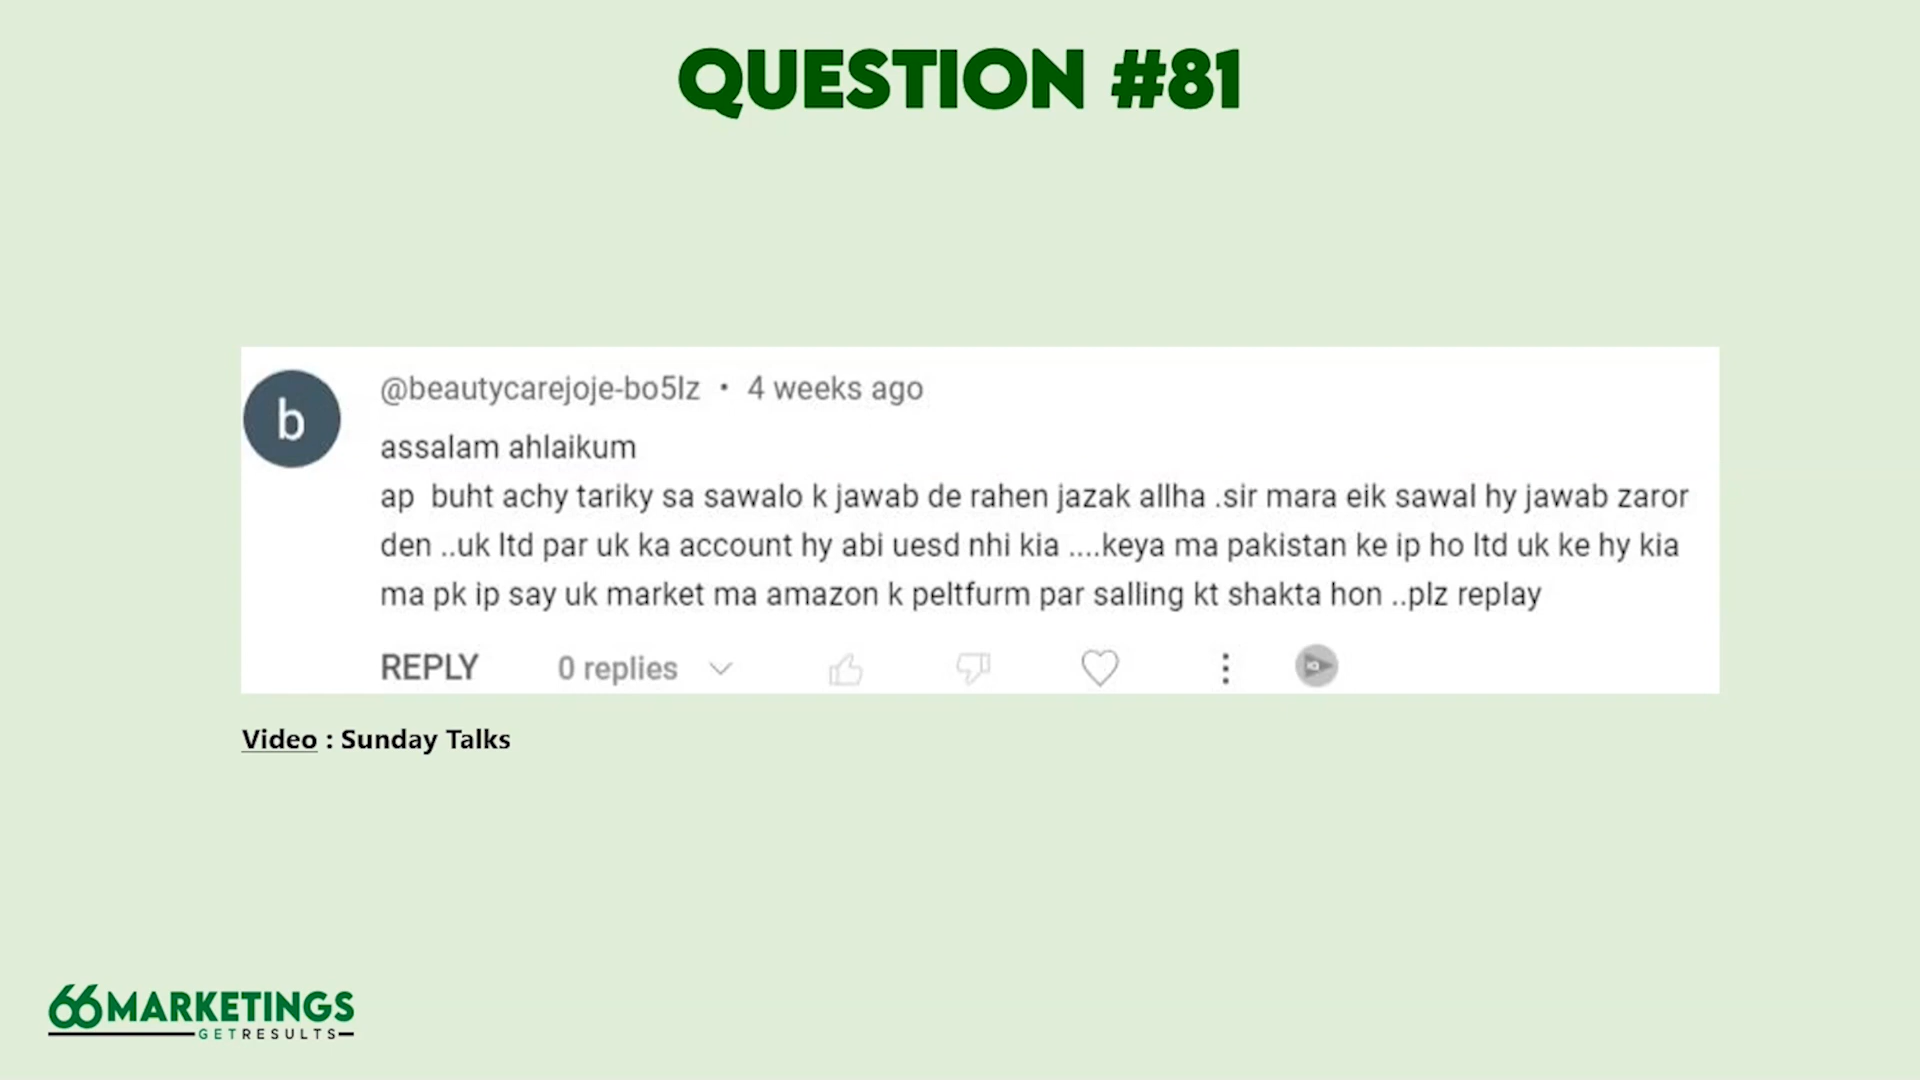 QUESTION #81
b
@beautycarejoje-bo5lz • 4 weeks ago
assalam ahlaikum
ap buht achy tariky sa sawalo k jawab de rahen jazak allha .sir mara eik sawal hy jawab zaror
den ..uk ltd par uk ka account hy abi uesd nhi kia ....keya ma pakistan ke ip ho ltd uk ke hy kia
ma pk ip say uk market ma amazon k peltfurm par salling kt shakta hon ..plz replay
REPLY 0 replies
IQ
Video : Sunday Talks
66MARKETINGS
GETRESULTS